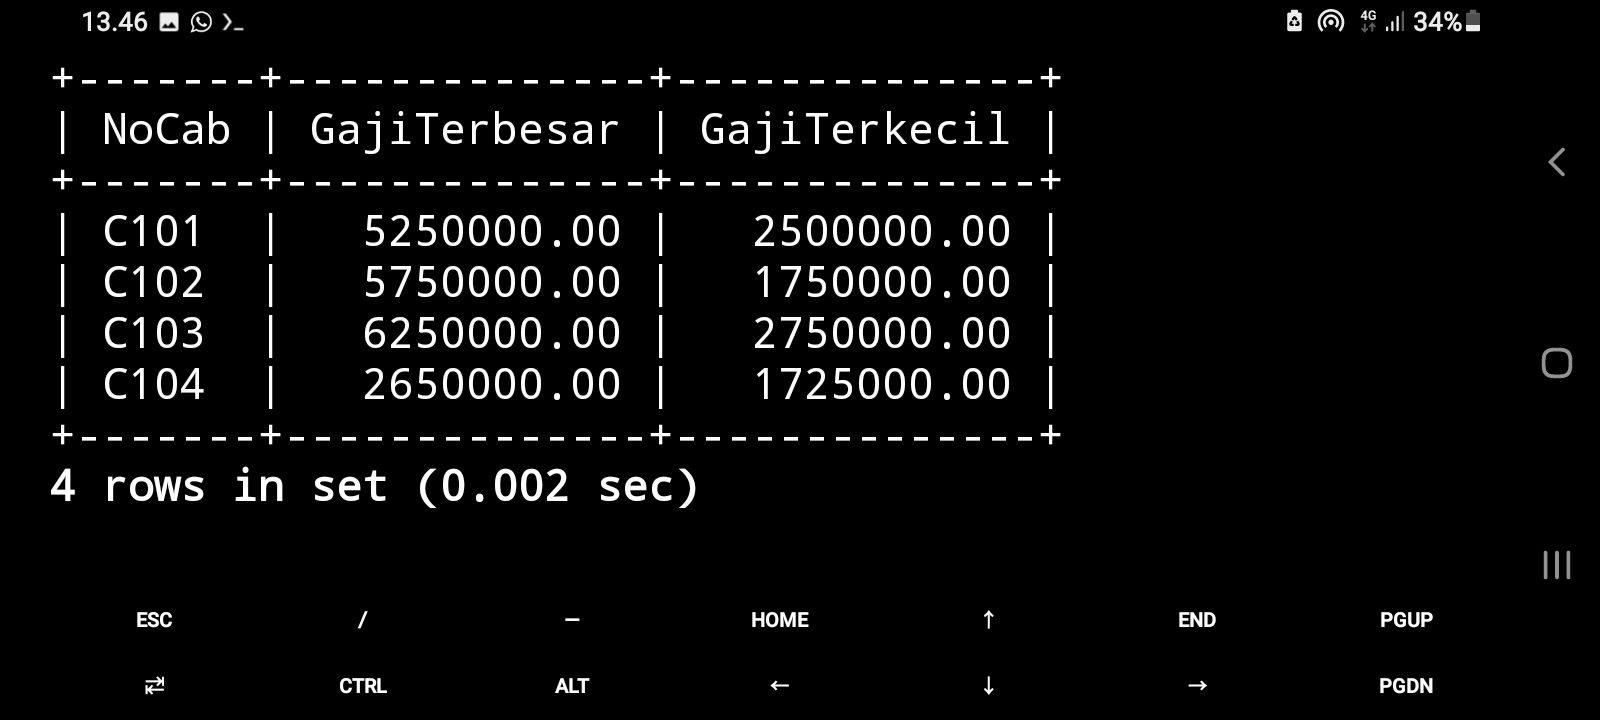 13.46 4G 34%
+-------+--------------+--------------+
| NoCab | GajiTerbesar | GajiTerkecil |
+-------+--------------+--------------+
| C101  |   5250000.00 |   2500000.00 |
| C102  |   5750000.00 |   1750000.00 |
| C103  |   6250000.00 |   2750000.00 |
| C104  |   2650000.00 |   1725000.00 |
+-------+--------------+--------------+
4 rows in set (0.002 sec)
ESC / — HOME ↑ END PGUP
CTRL ALT ← ↓ → PGDN